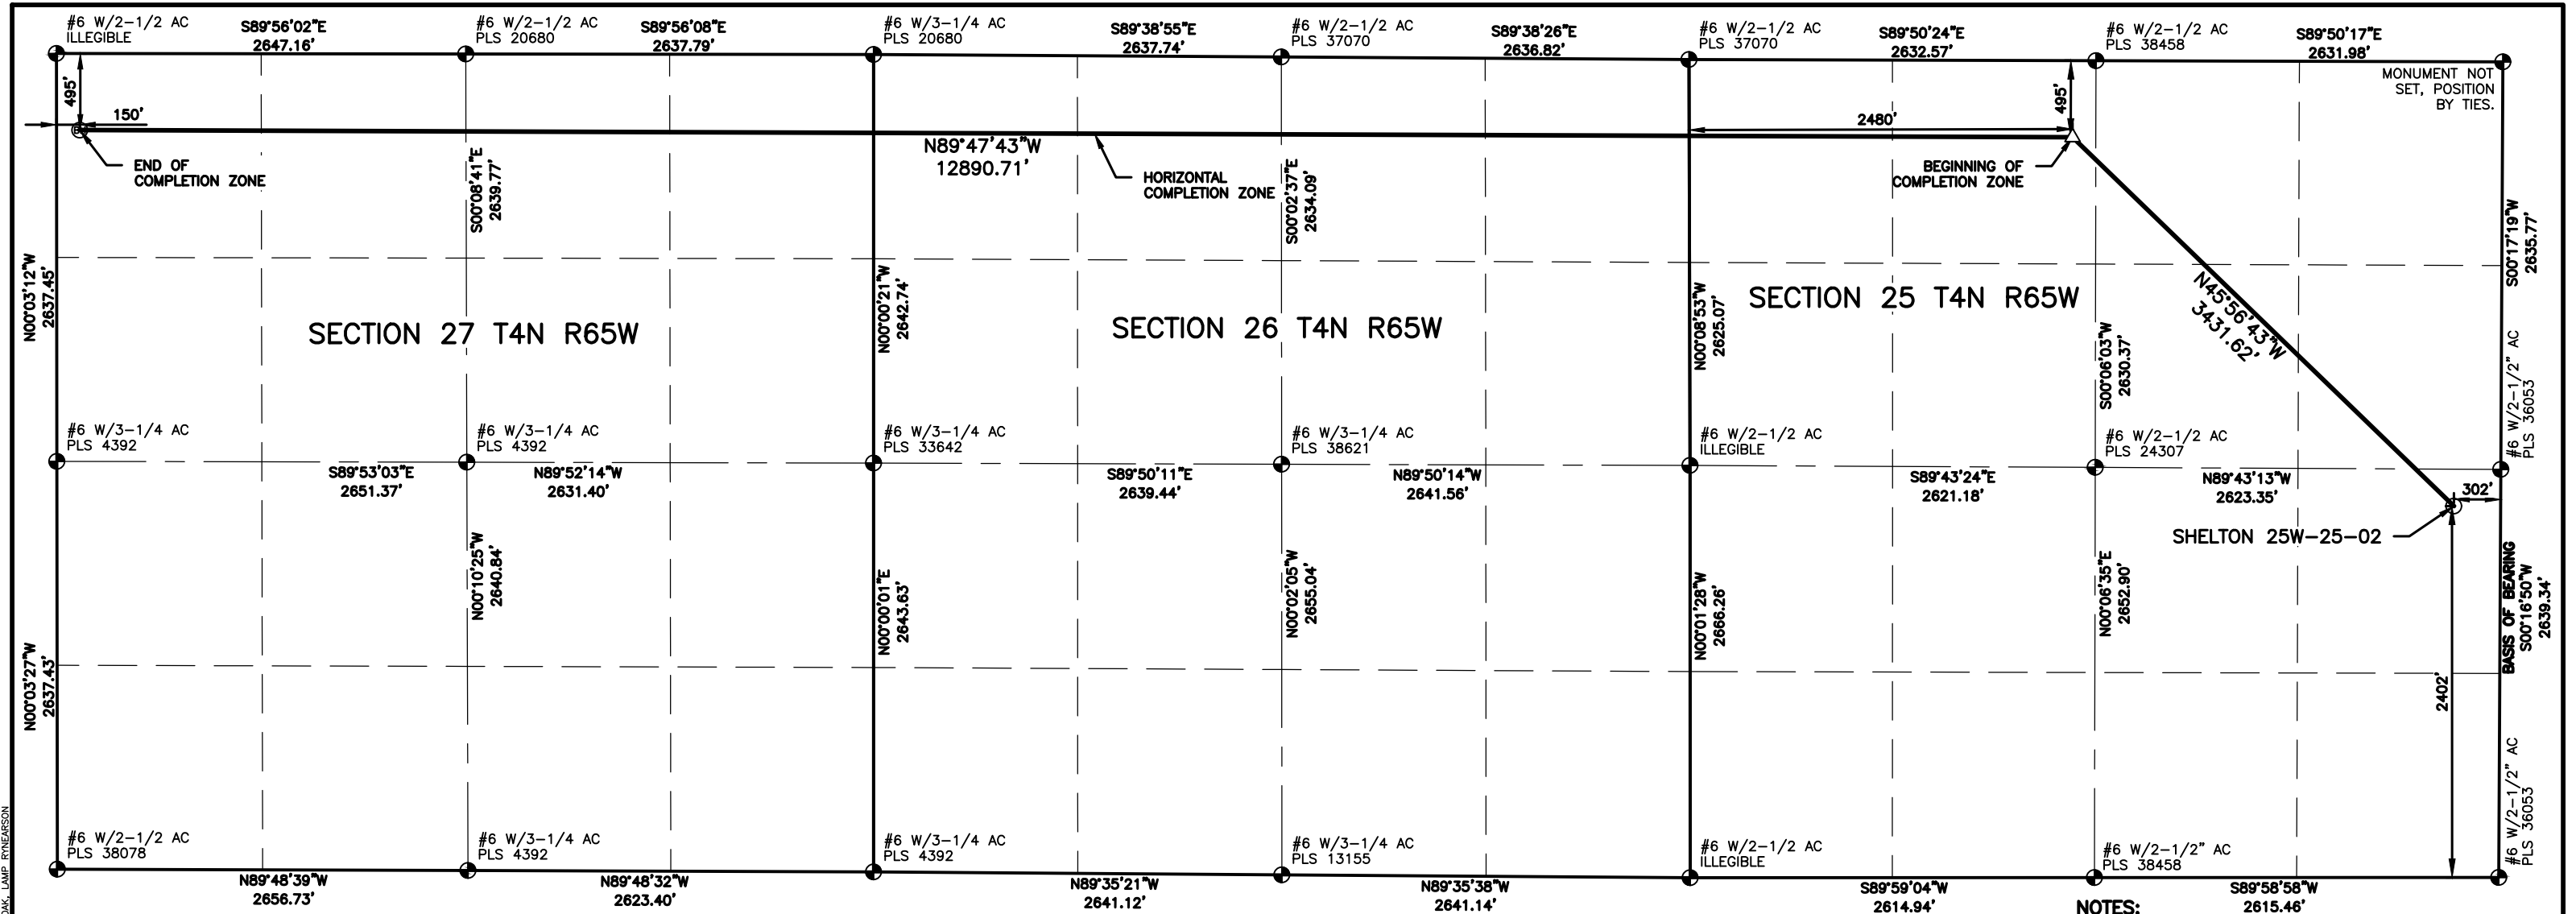 #6 W/2-1/2 AC
ILLEGIBLE
S89°56'02"E
2647.16'
#6 W/2-1/2 AC
PLS 20680
S89°56'08"E
2637.79'
#6 W/3-1/4 AC
PLS 20680
S89°38'55"E
2637.74'
#6 W/2-1/2 AC
PLS 37070
S89°38'26"E
2636.82'
#6 W/2-1/2 AC
PLS 37070
S89°50'24"E
2632.57'
#6 W/2-1/2 AC
PLS 38458
S89°50'17"E
2631.98'
MONUMENT NOT
SET, POSITION
BY TIES.
495'
150'
END OF
COMPLETION ZONE
N89°47'43"W
12890.71'
HORIZONTAL
COMPLETION ZONE
2480'
495'
BEGINNING OF
COMPLETION ZONE
N00°03'12"W
2637.45'
S00°08'41"E
2639.77'
N00°00'21"W
2642.74'
S00°02'37"E
2634.09'
N00°08'53"W
2625.07'
S00°06'03"W
2630.37'
N45°56'43"W
3431.62'
S00°17'19"W
2635.77'
SECTION 27 T4N R65W
SECTION 26 T4N R65W
SECTION 25 T4N R65W
#6 W/3-1/4 AC
PLS 4392
S89°53'03"E
2651.37'
#6 W/3-1/4 AC
PLS 4392
N89°52'14"W
2631.40'
#6 W/3-1/4 AC
PLS 33642
S89°50'11"E
2639.44'
#6 W/3-1/4 AC
PLS 38621
N89°50'14"W
2641.56'
#6 W/2-1/2 AC
ILLEGIBLE
S89°43'24"E
2621.18'
#6 W/2-1/2 AC
PLS 24307
N89°43'13"W
2623.35'
#6 W/2-1/2" AC
PLS 36053
302'
SHELTON 25W-25-02
N00°03'27"W
2637.43'
N00°10'25"W
2640.84'
N00°00'01"E
2643.63'
N00°02'05"W
2655.04'
N00°01'28"W
2666.26'
N00°06'35"E
2652.90'
2402'
BASIS OF BEARING
S00°16'50"W
2639.34'
#6 W/2-1/2 AC
PLS 38078
N89°48'39"W
2656.73'
#6 W/3-1/4 AC
PLS 4392
N89°48'32"W
2623.40'
#6 W/3-1/4 AC
PLS 4392
N89°35'21"W
2641.12'
#6 W/3-1/4 AC
PLS 13155
N89°35'38"W
2641.14'
#6 W/2-1/2 AC
ILLEGIBLE
S89°59'04"W
2614.94'
#6 W/2-1/2" AC
PLS 38458
S89°58'58"W
2615.46'
#6 W/2-1/2" AC
PLS 36053
NOTES:
LAMP RYNEARSON